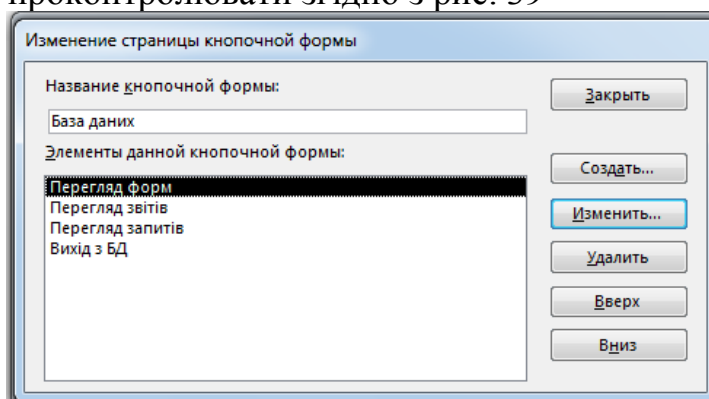 проконтролювати згідно з рис. 39
Изменение страницы кнопочной формы
Название кнопочной формы:
Закрыть
База даних
Элементы данной кнопочной формы:
Создать...
Перегляд форм
Перегляд звітів
Изменить...
Перегляд запитів
Вихід з БД
Удалить
Вверх
Вниз